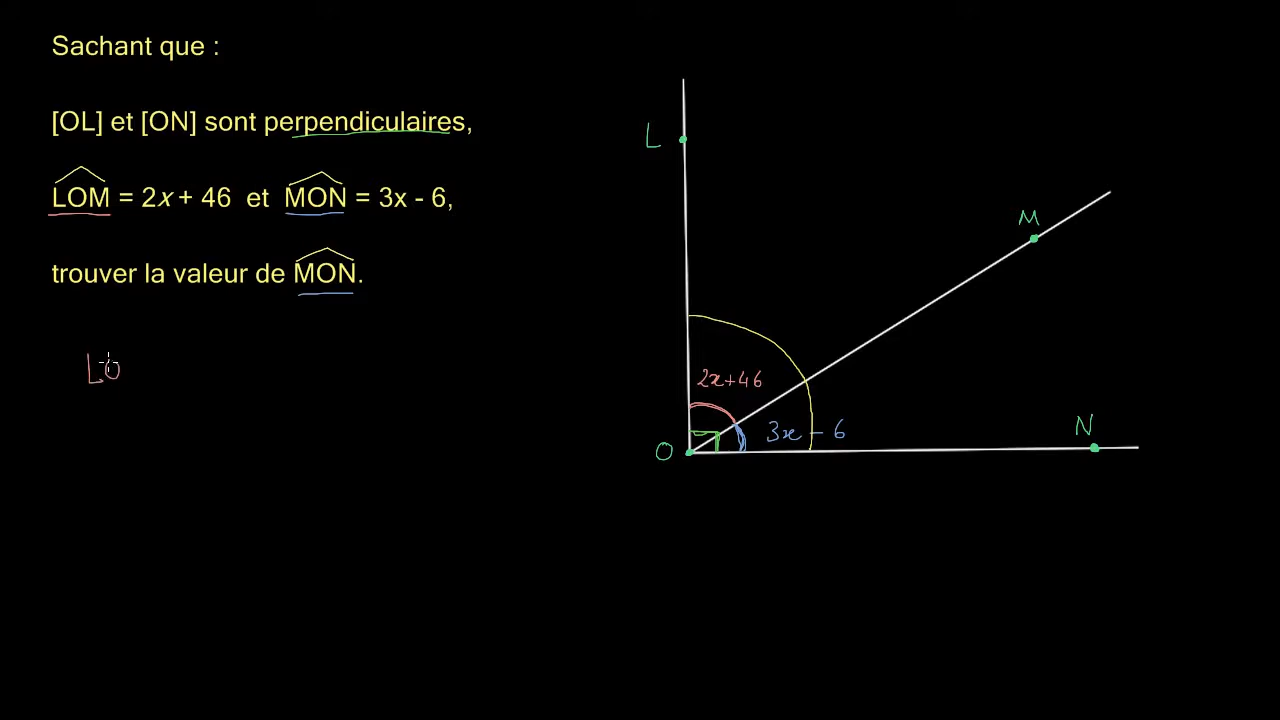 Sachant que :
[OL] et [ON] sont perpendiculaires,
LOM = 2x + 46 et MON = 3x - 6,
trouver la valeur de MON.
LO
L
M
2x+46
3x - 6
N
O